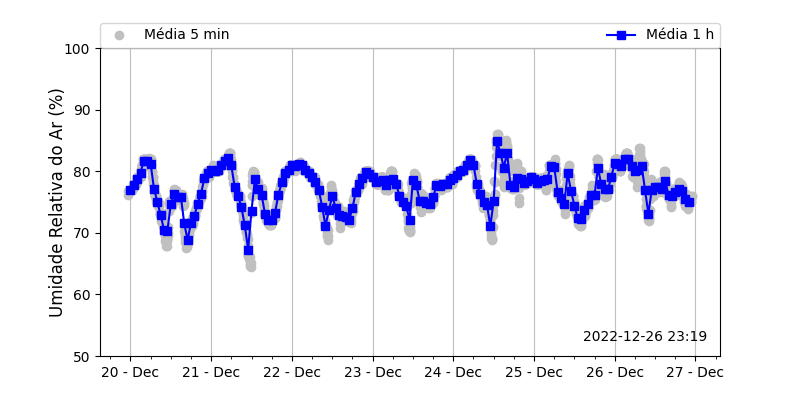 Média 5 min
Média 1 h
Umidade Relativa do Ar (%)
100
90
80
70
60
50
2022-12-26 23:19
20 - Dec
21 - Dec
22 - Dec
23 - Dec
24 - Dec
25 - Dec
26 - Dec
27 - Dec